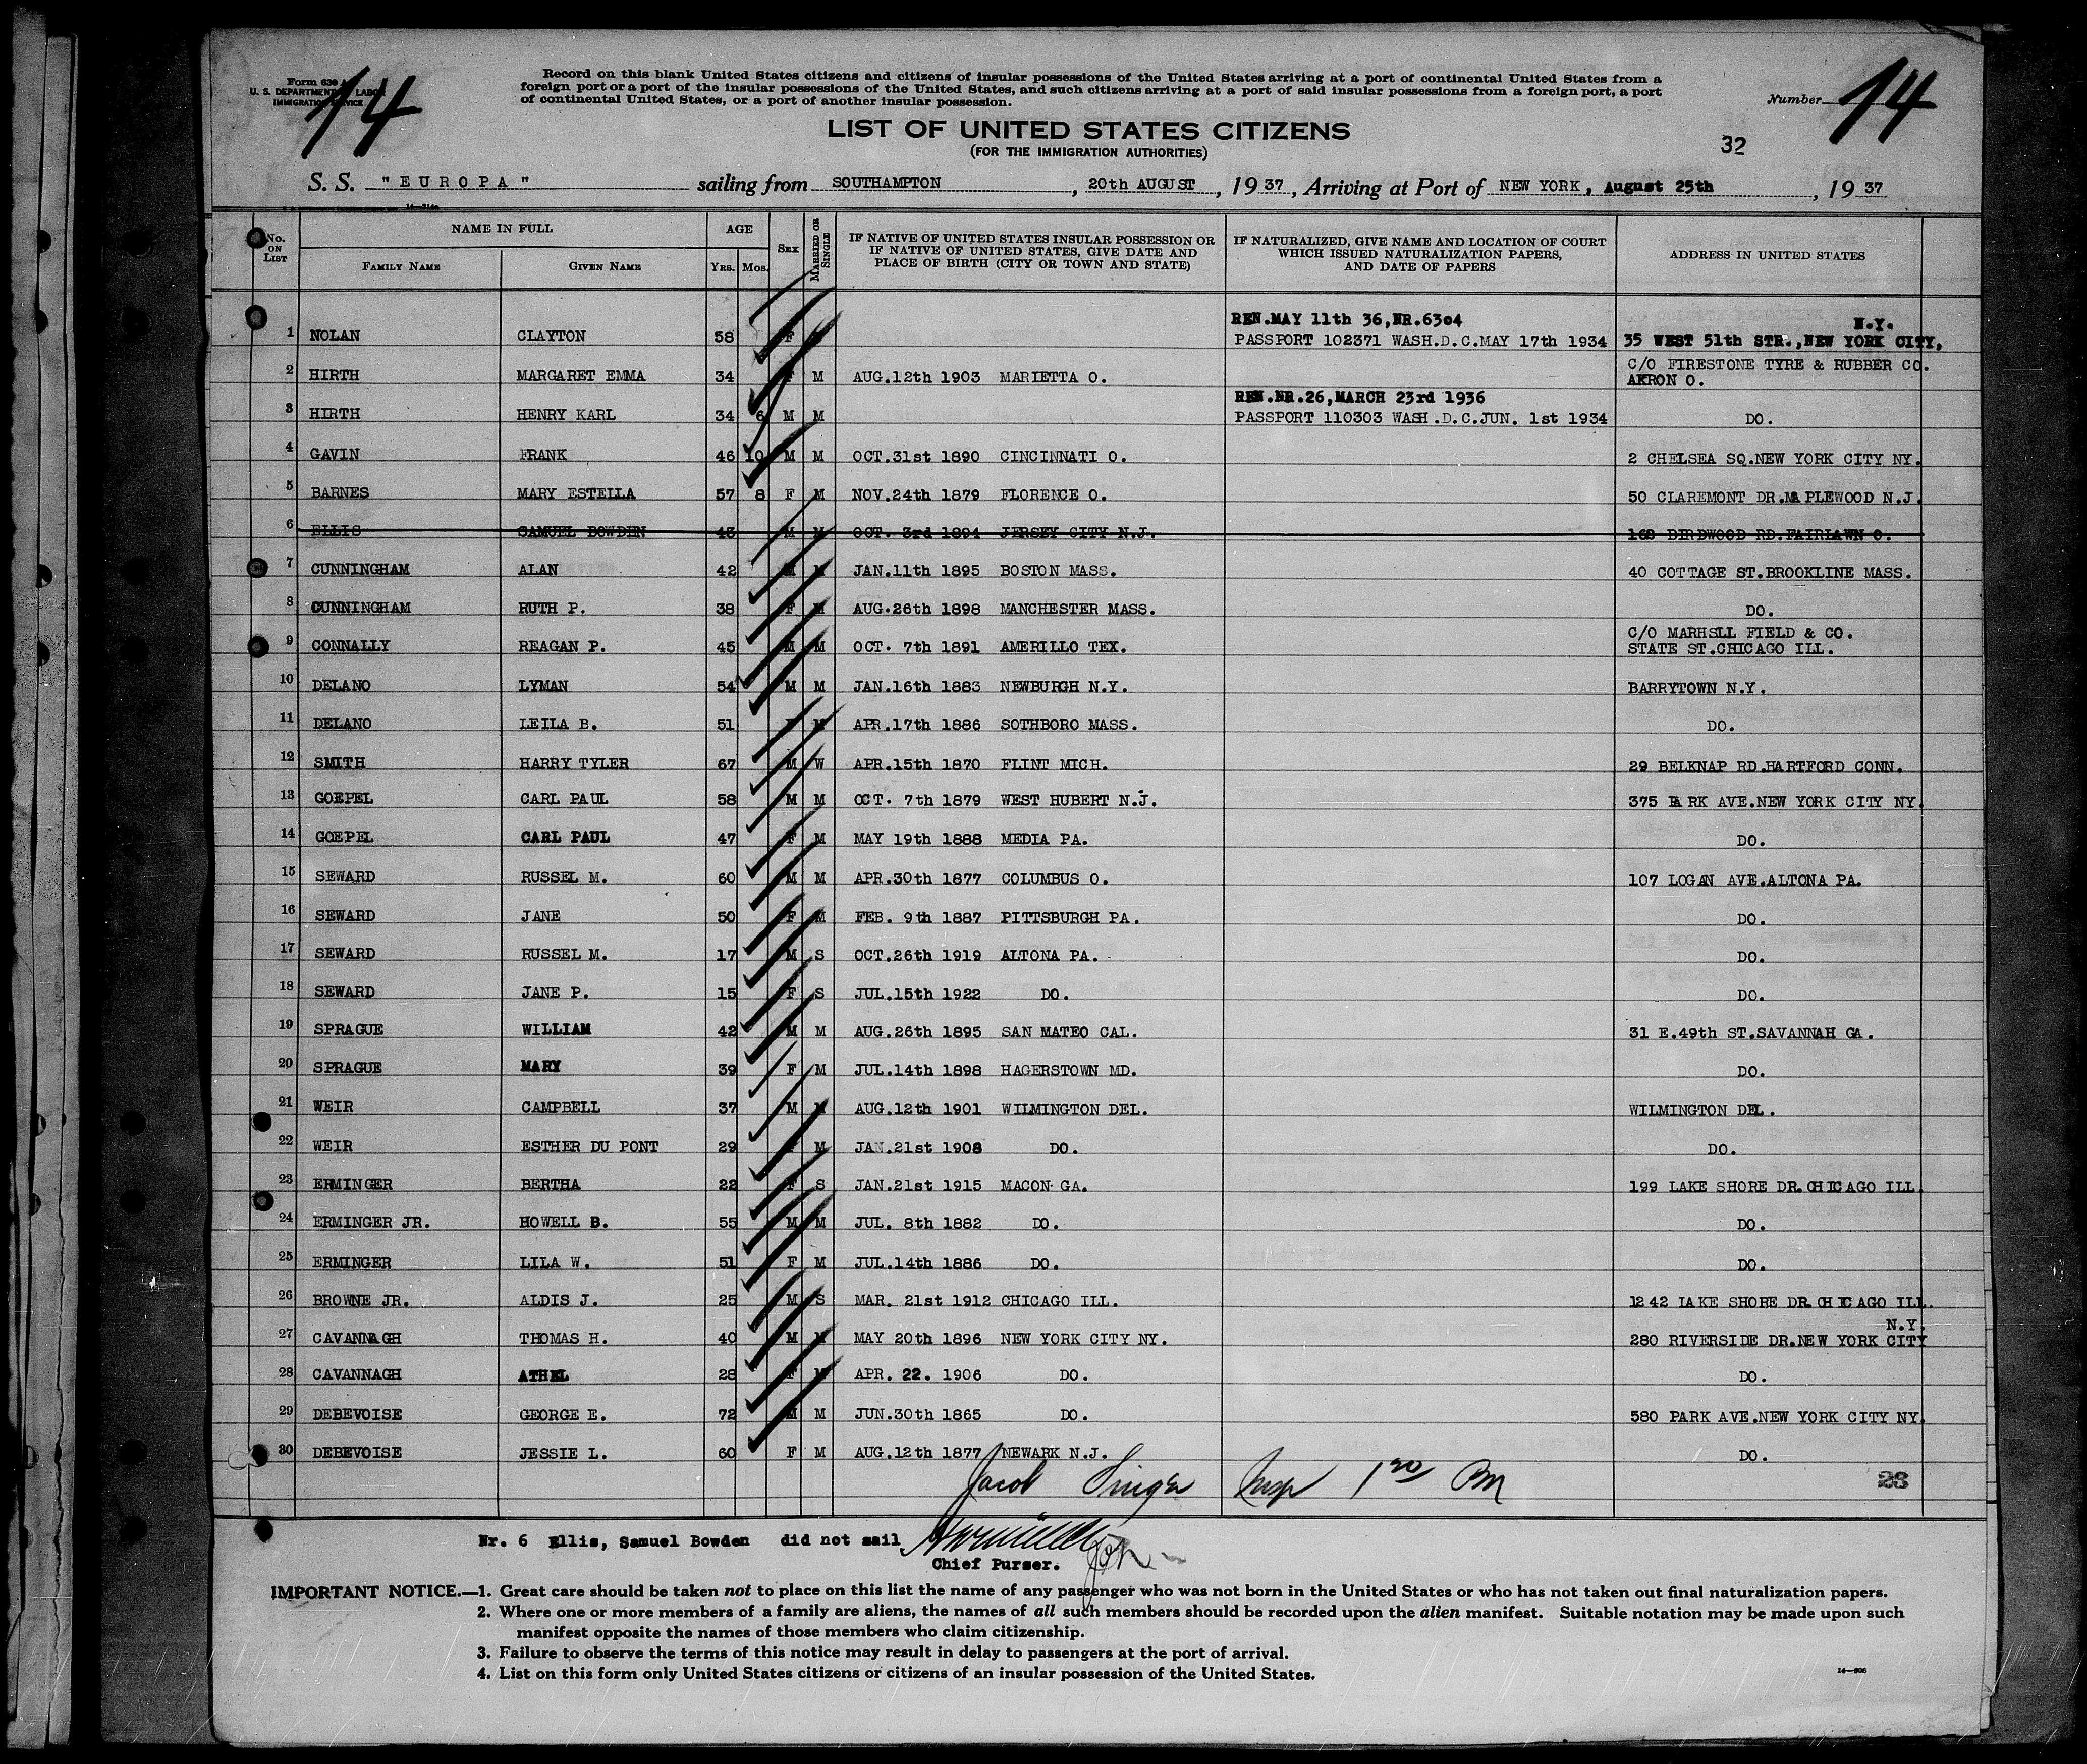 Form 630 A
U. S. DEPARTMENT OF LABOR
IMMIGRATION SERVICE
14
Record on this blank United States citizens and citizens of insular possessions of the United States arriving at a port of continental United States from a
foreign port or a port of the insular possessions of the United States, and such citizens arriving at a port of said insular possessions from a foreign port, a port
of continental United States, or a port of another insular possession.
Number 14
LIST OF UNITED STATES CITIZENS
(FOR THE IMMIGRATION AUTHORITIES)
32
S. S. "EUROPA" sailing from SOUTHAMPTON, 20th AUGUST, 1937, Arriving at Port of NEW YORK, August 25th, 1937
No. on List NAME IN FULL FAMILY NAME GIVEN NAME AGE YRS. MOS. SEX MARRIED OR SINGLE IF NATIVE OF UNITED STATES INSULAR POSSESSION OR IF NATIVE OF UNITED STATES, GIVE DATE AND PLACE OF BIRTH (CITY OR TOWN AND STATE) IF NATURALIZED, GIVE NAME AND LOCATION OF COURT WHICH ISSUED NATURALIZATION PAPERS, AND DATE OF PAPERS ADDRESS IN UNITED STATES
REN.MAY 11th 36,NR.6304 N.Y.
1 NOLAN CLAYTON 58 F PASSPORT 102371 WASH.D.C.MAY 17th 1934 35 WEST 51th STR.,NEW YORK CITY,
C/O FIRESTONE TYRE & RUBBER CO.
2 HIRTH MARGARET EMMA 34 F M AUG.12th 1903 MARIETTA O. AKRON O.
REN.NR.26,MARCH 23rd 1936
3 HIRTH HENRY KARL 34 6 M M PASSPORT 110303 WASH.D.C.JUN. 1st 1934 DO.
4 GAVIN FRANK 46 10 M M OCT.31st 1890 CINCINNATI O. 2 CHELSEA SQ.NEW YORK CITY NY.
5 BARNES MARY ESTELLA 57 8 F M NOV.24th 1879 FLORENCE O. 50 CLAREMONT DR.MAPLEWOOD N.J.
6 ELLIS SAMUEL BOWDEN 43 M M OCT. 3rd 1894 JERSEY CITY N.J. 168 BIRDWOOD RD.FAIRLAWN O.
7 CUNNINGHAM ALAN 42 M M JAN.11th 1895 BOSTON MASS. 40 COTTAGE ST.BROOKLINE MASS.
8 CUNNINGHAM RUTH P. 38 F M AUG.26th 1898 MANCHESTER MASS. DO.
C/O MARHSLL FIELD & CO.
9 CONNALLY REAGAN P. 45 M M OCT. 7th 1891 AMERILLO TEX. STATE ST.CHICAGO ILL.
10 DELANO LYMAN 54 M M JAN.16th 1883 NEWBURGH N.Y. BARRYTOWN N.Y.
11 DELANO LEILA B. 51 F M APR.17th 1886 SOTHBORO MASS. DO.
12 SMITH HARRY TYLER 67 M W APR.15th 1870 FLINT MICH. 29 BELKNAP RD.HARTFORD CONN.
13 GOEPEL CARL PAUL 58 M M OCT. 7th 1879 WEST HUBERT N.J. 375 PARK AVE.NEW YORK CITY NY.
14 GOEPEL CARL PAUL 47 F M MAY 19th 1888 MEDIA PA. DO.
15 SEWARD RUSSEL M. 60 M M APR.30th 1877 COLUMBUS O. 107 LOGAN AVE.ALTONA PA.
16 SEWARD JANE 50 F M FEB. 9th 1887 PITTSBURGH PA. DO.
17 SEWARD RUSSEL M. 17 M S OCT.26th 1919 ALTONA PA. DO.
18 SEWARD JANE P. 15 F S JUL.15th 1922 DO. DO.
19 SPRAGUE WILLIAM 42 M M AUG.26th 1895 SAN MATEO CAL. 31 E.49th ST.SAVANNAH GA.
20 SPRAGUE MARY 39 F M JUL.14th 1898 HAGERSTOWN MD. DO.
21 WEIR CAMPBELL 37 M M AUG.12th 1901 WILMINGTON DEL. WILMINGTON DEL.
22 WEIR ESTHER DU PONT 29 F M JAN.21st 1908 DO. DO.
23 ERMINGER BERTHA 22 F S JAN.21st 1915 MACON GA. 199 LAKE SHORE DR.CHICAGO ILL.
24 ERMINGER JR. HOWELL B. 55 M M JUL. 8th 1882 DO. DO.
25 ERMINGER LILA W. 51 F M JUL.14th 1886 DO. DO.
26 BROWNE JR. ALDIS J. 25 M S MAR. 21st 1912 CHICAGO ILL. 1242 LAKE SHORE DR.CHICAGO ILL.
N.Y.
27 CAVANNAGH THOMAS H. 40 M M MAY 20th 1896 NEW YORK CITY NY. 280 RIVERSIDE DR.NEW YORK CITY
28 CAVANNAGH ATHEL 28 F M APR. 22. 1906 DO. DO.
29 DEBEVOISE GEORGE E. 72 M M JUN.30th 1865 DO. 580 PARK AVE.NEW YORK CITY NY.
30 DEBEVOISE JESSIE L. 60 F M AUG.12th 1877 NEWARK N.J. DO.
Jacob Singer Insp 1 30 PM 23
Nr. 6 Ellis, Samuel Bowden did not sail
Chief Purser.
IMPORTANT NOTICE.—1. Great care should be taken not to place on this list the name of any passenger who was not born in the United States or who has not taken out final naturalization papers.
2. Where one or more members of a family are aliens, the names of all such members should be recorded upon the alien manifest. Suitable notation may be made upon such
manifest opposite the names of those members who claim citizenship.
3. Failure to observe the terms of this notice may result in delay to passengers at the port of arrival.
4. List on this form only United States citizens or citizens of an insular possession of the United States.
14—606